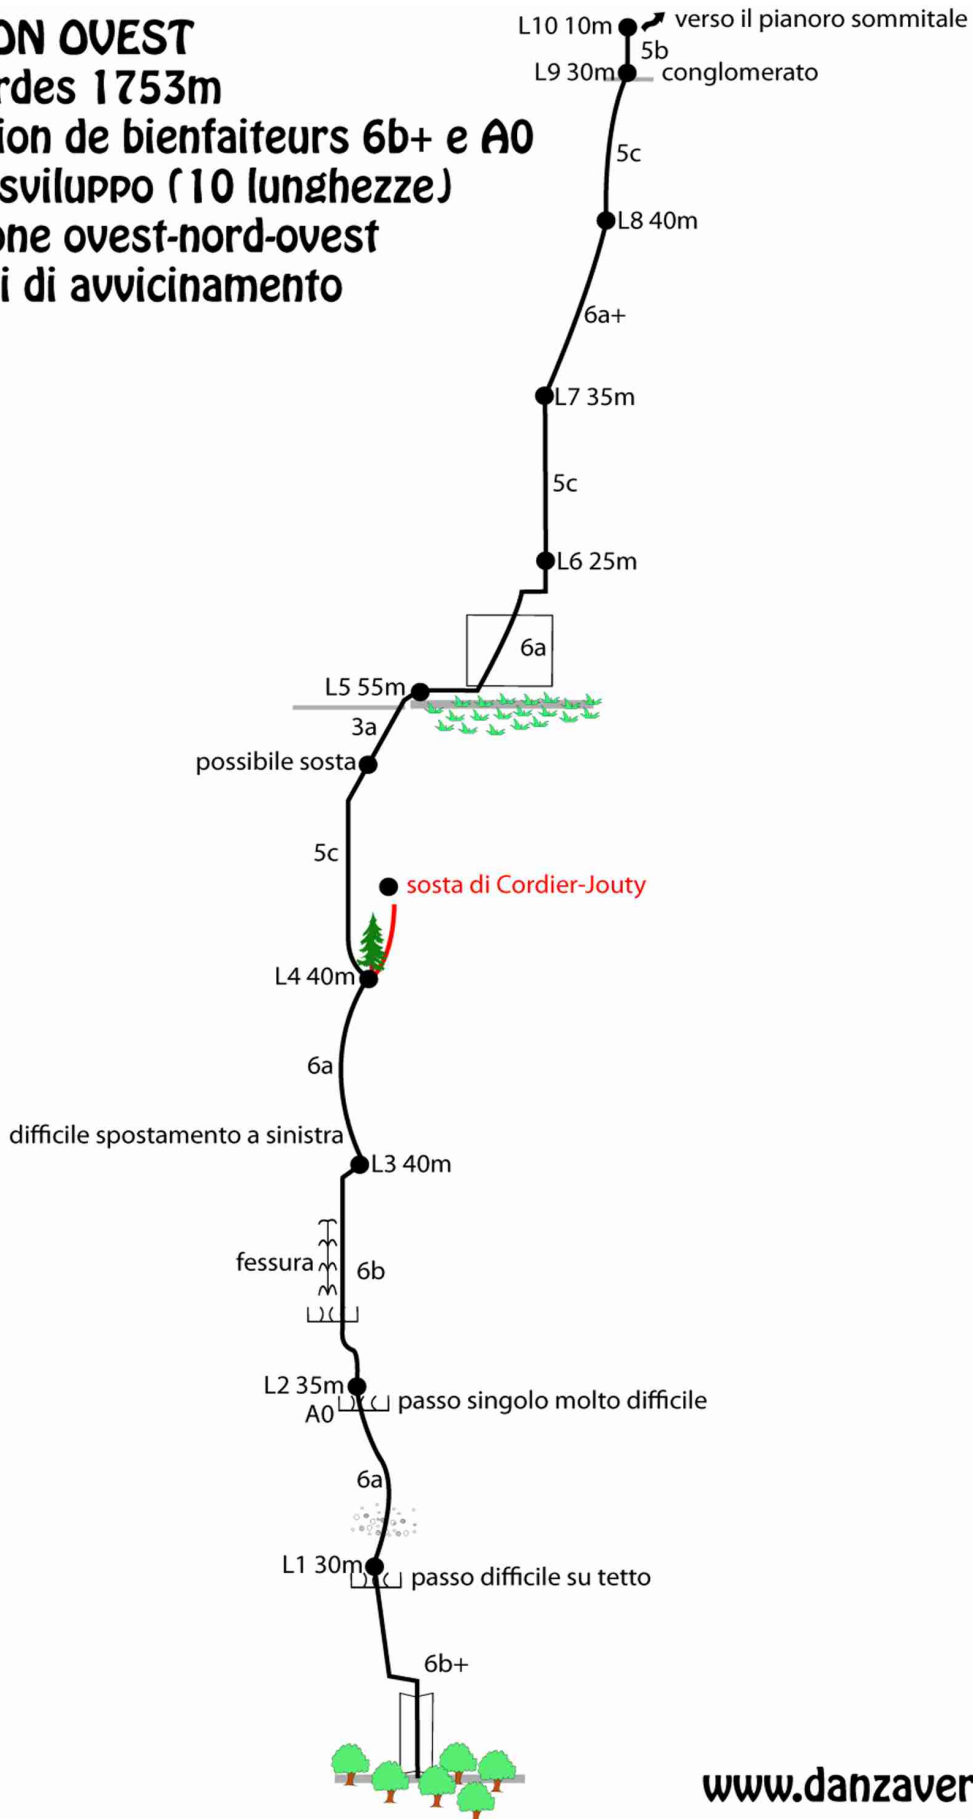 ON OVEST
rdes 1753m
ion de bienfaiteurs 6b+ e A0
sviluppo (10 lunghezze)
one ovest-nord-ovest
i di avvicinamento
L10 10m
verso il pianoro sommitale
5b
L9 30m
conglomerato
5c
L8 40m
6a+
L7 35m
5c
L6 25m
6a
L5 55m
3a
possibile sosta
5c
sosta di Cordier-Jouty
L4 40m
6a
difficile spostamento a sinistra
L3 40m
fessura
6b
L2 35m
A0
passo singolo molto difficile
6a
L1 30m
passo difficile su tetto
6b+
www.danzaver